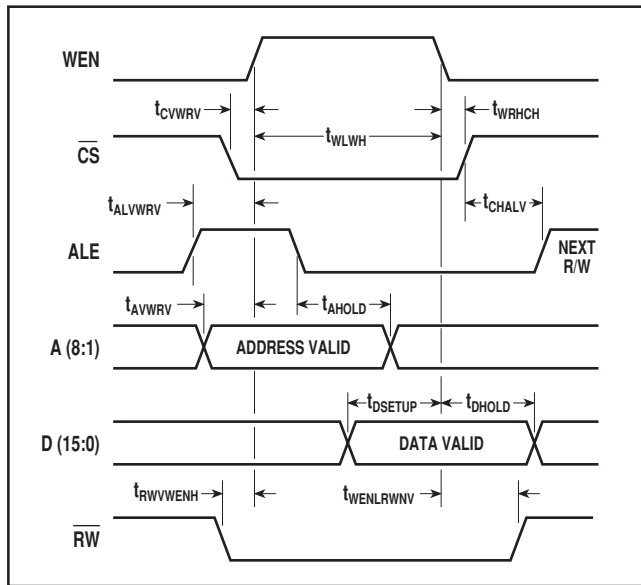 WEN
tCVWRV
tWRHCH
tWLWH
CS
tALVWRV
tCHALV
ALE
NEXT
R/W
tAVWRV
tAHOLD
A (8:1)
ADDRESS VALID
tDSETUP
tDHOLD
D (15:0)
DATA VALID
tRWVWENH
tWENLRWNV
RW